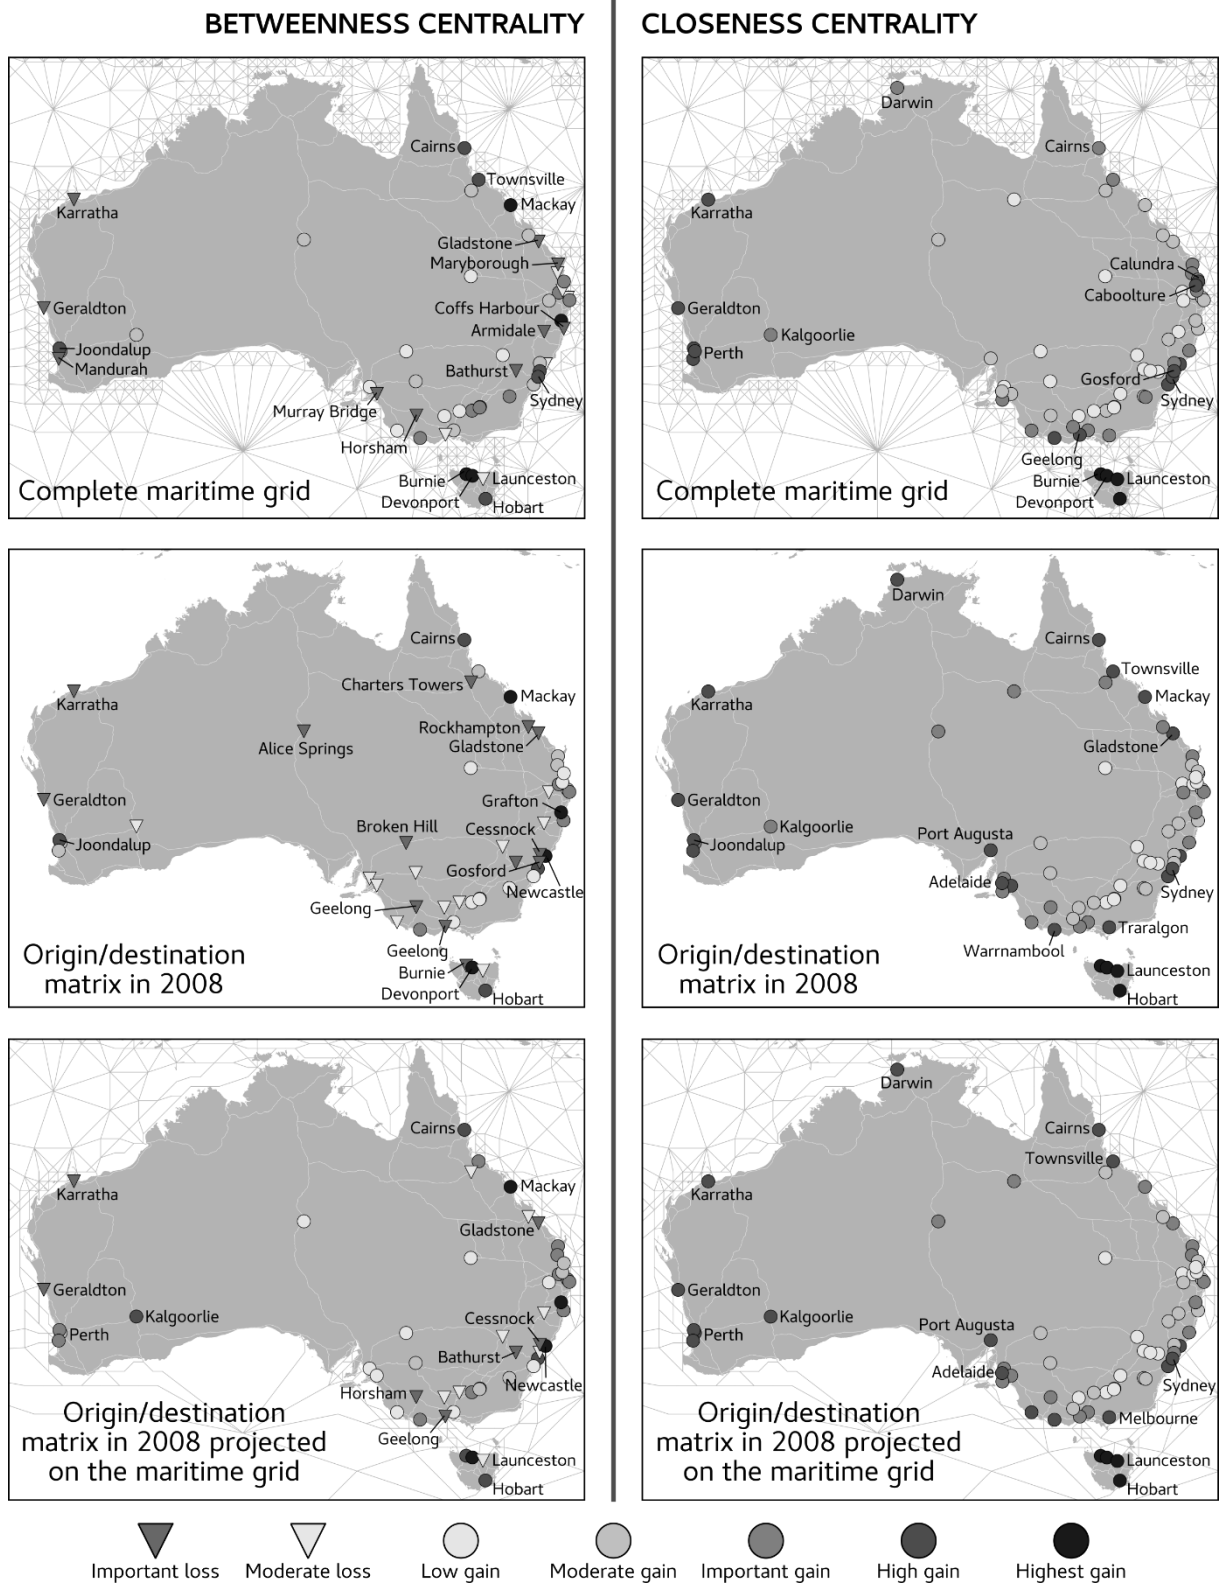 BETWEENNESS CENTRALITY
CLOSENESS CENTRALITY
Cairns
Townsville
Mackay
Karratha
Gladstone
Maryborough
Geraldton
Coffs Harbour
Armidale
Joondalup
Mandurah
Bathurst
Sydney
Murray Bridge
Horsham
Burnie
Launceston
Devonport
Hobart
Complete maritime grid
Darwin
Cairns
Karratha
Calundra
Caboolture
Geraldton
Kalgoorlie
Perth
Gosford
Sydney
Geelong
Burnie
Launceston
Devonport
Complete maritime grid
Cairns
Charters Towers
Mackay
Karratha
Rockhampton
Gladstone
Alice Springs
Geraldton
Grafton
Broken Hill
Cessnock
Joondalup
Gosford
Newcastle
Geelong
Geelong
Burnie
Devonport
Hobart
Origin/destination
matrix in 2008
Darwin
Cairns
Townsville
Mackay
Karratha
Gladstone
Geraldton
Kalgoorlie
Port Augusta
Joondalup
Adelaide
Sydney
Traralgon
Warrnambool
Launceston
Hobart
Origin/destination
matrix in 2008
Cairns
Mackay
Karratha
Gladstone
Geraldton
Kalgoorlie
Cessnock
Perth
Bathurst
Newcastle
Horsham
Geelong
Launceston
Hobart
Origin/destination
matrix in 2008 projected
on the maritime grid
Darwin
Cairns
Townsville
Karratha
Geraldton
Kalgoorlie
Port Augusta
Perth
Adelaide
Sydney
Melbourne
Launceston
Hobart
Origin/destination
matrix in 2008 projected
on the maritime grid
Important loss
Moderate loss
Low gain
Moderate gain
Important gain
High gain
Highest gain